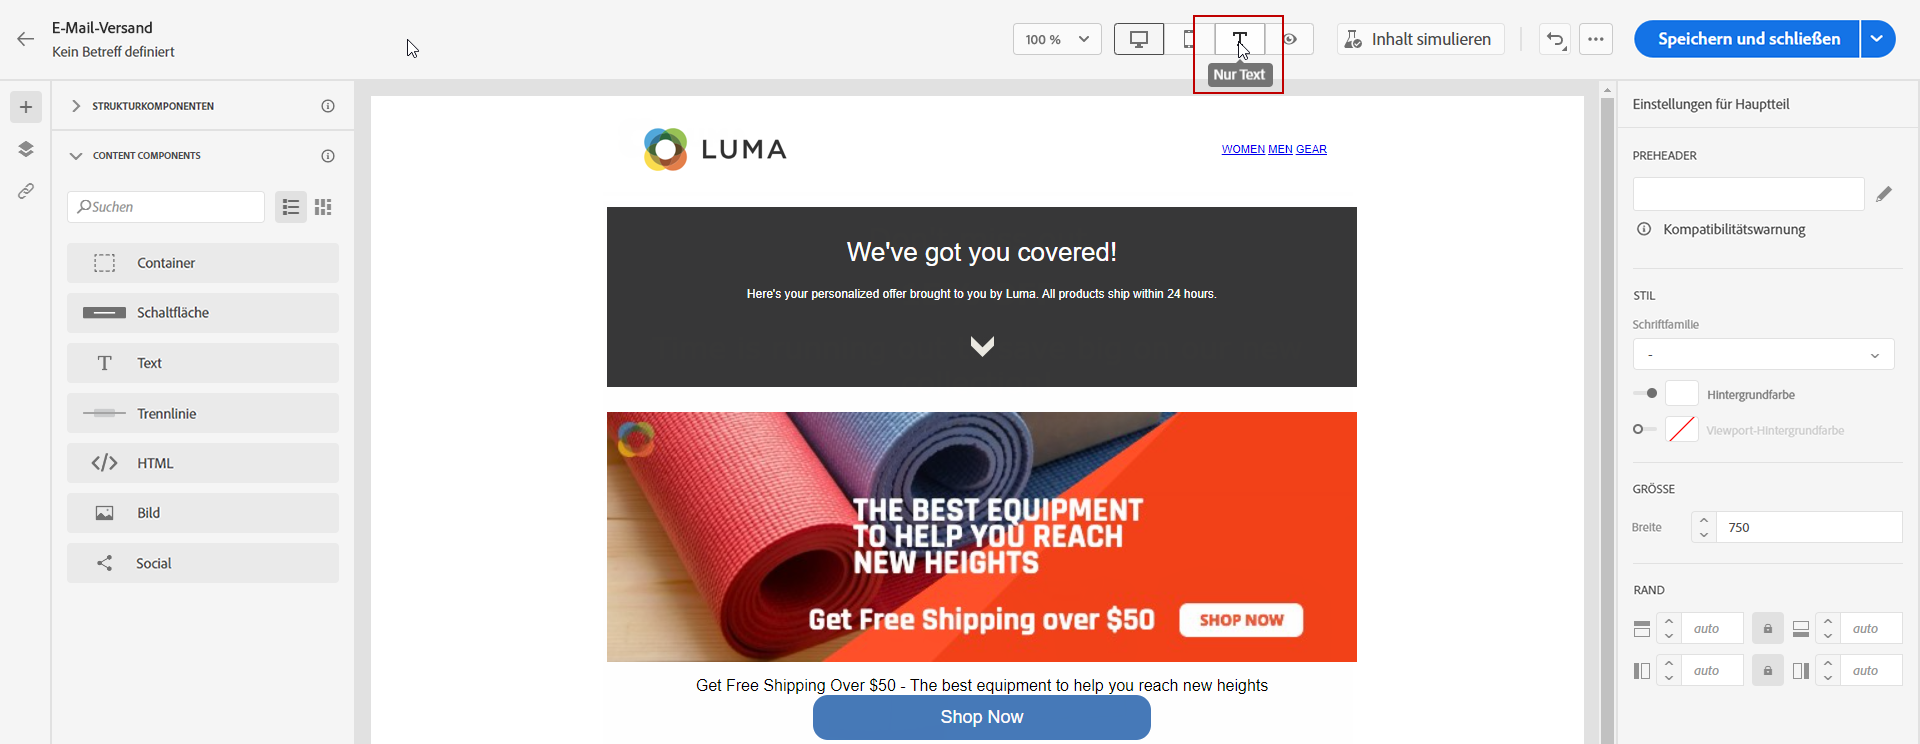 E-Mail-Versand
Kein Betreff definiert
100 %
Nur Text
Inhalt simulieren
Speichern und schließen
STRUKTURKOMPONENTEN
CONTENT COMPONENTS
Suchen
Container
Schaltfläche
Text
Trennlinie
HTML
Bild
Social
LUMA
WOMEN MEN GEAR
We've got you covered!
Here's your personalized offer brought to you by Luma. All products ship within 24 hours.
THE BEST EQUIPMENT
TO HELP YOU REACH
NEW HEIGHTS
Get Free Shipping over $50
SHOP NOW
Get Free Shipping Over $50 - The best equipment to help you reach new heights
Shop Now
Einstellungen für Hauptteil
PREHEADER
Kompatibilitätswarnung
STIL
Schriftfamilie
-
Hintergrundfarbe
Viewport-Hintergrundfarbe
GRÖSSE
Breite
750
RAND
auto
auto
auto
auto